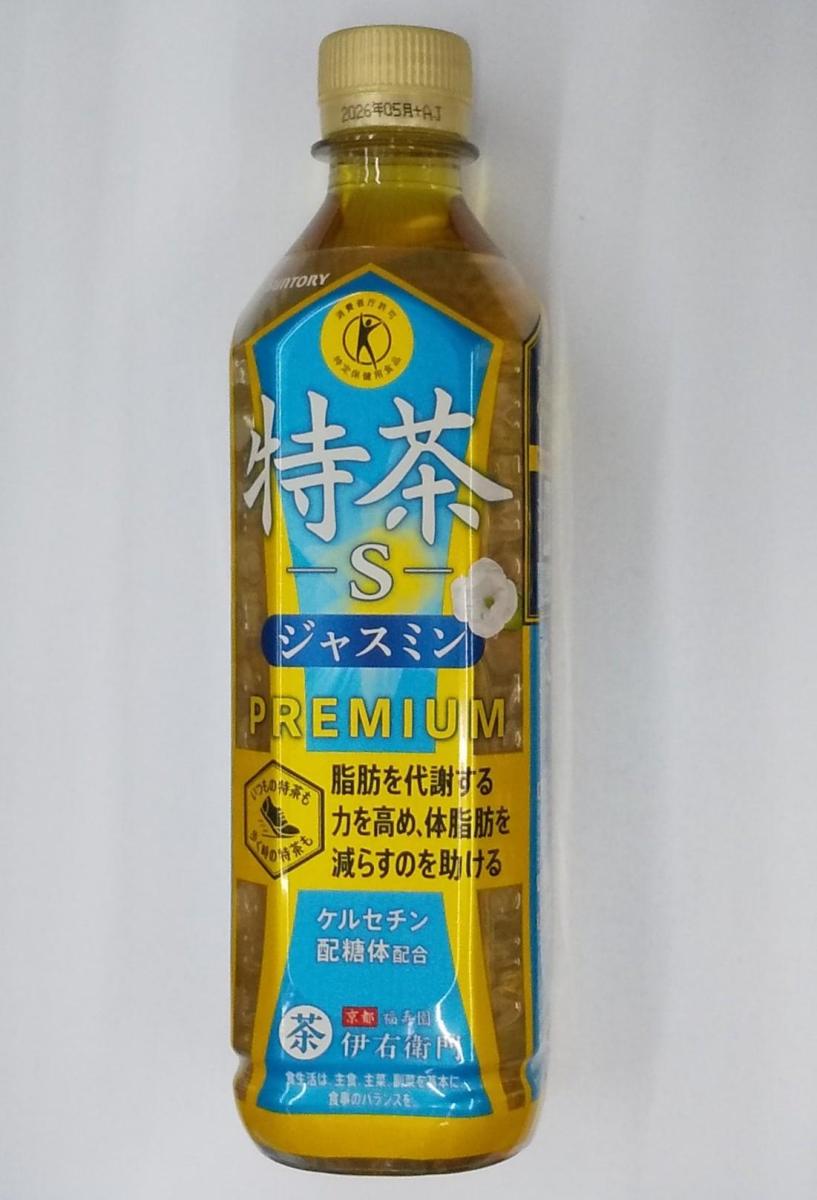 2026年05月+AJ
SUNTORY
消費者庁許可
特定保健用食品
特茶
S
ジャスミン
PREMIUM
いつもの特茶も
歩く時の特茶も
脂肪を代謝する
力を高め、体脂肪を
減らすのを助ける
ケルセチン
配糖体配合
茶
京都 福寿園
伊右衛門
食生活は、主食、主菜、副菜を基本に、
食事のバランスを。